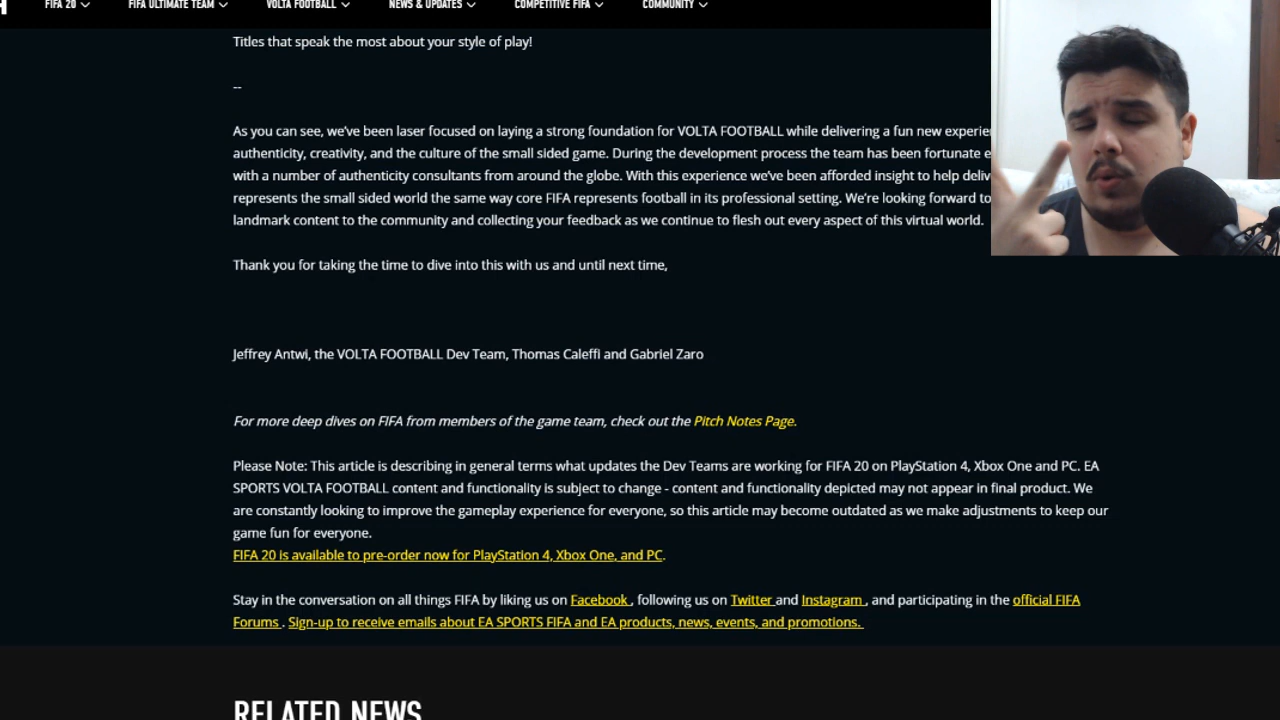 FIFA 20 FIFA ULTIMATE TEAM VOLTA FOOTBALL NEWS & UPDATES COMPETITIVE FIFA COMMUNITY
Titles that speak the most about your style of play!
--
As you can see, we've been laser focused on laying a strong foundation for VOLTA FOOTBALL while delivering a fun new
authenticity, creativity, and the culture of the small sided game. During the development process the team has been fortunate
with a number of authenticity consultants from around the globe. With this experience we've been afforded insight to help
represents the small sided world the same way core FIFA represents football in its professional setting. We're looking forward to
landmark content to the community and collecting your feedback as we continue to flesh out every aspect of this virtual world.
Thank you for taking the time to dive into this with us and until next time,
Jeffrey Antwi, the VOLTA FOOTBALL Dev Team, Thomas Caleffi and Gabriel Zaro
For more deep dives on FIFA from members of the game team, check out the Pitch Notes Page.
Please Note: This article is describing in general terms what updates the Dev Teams are working for FIFA 20 on PlayStation 4, Xbox One and PC. EA
SPORTS VOLTA FOOTBALL content and functionality is subject to change - content and functionality depicted may not appear in final product. We
are constantly looking to improve the gameplay experience for everyone, so this article may become outdated as we make adjustments to keep our
game fun for everyone.
FIFA 20 is available to pre-order now for PlayStation 4, Xbox One, and PC.
Stay in the conversation on all things FIFA by liking us on Facebook , following us on Twitter and Instagram , and participating in the official FIFA
Forums . Sign-up to receive emails about EA SPORTS FIFA and EA products, news, events, and promotions.
RELATED NEWS